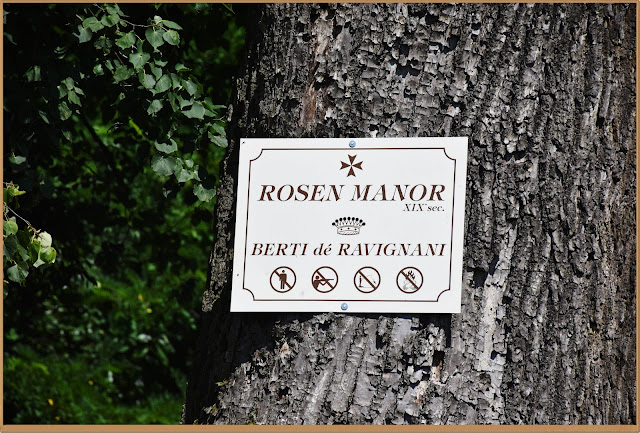 ROSEN MANOR
XIX° sec.
BERTI dé RAVIGNANI